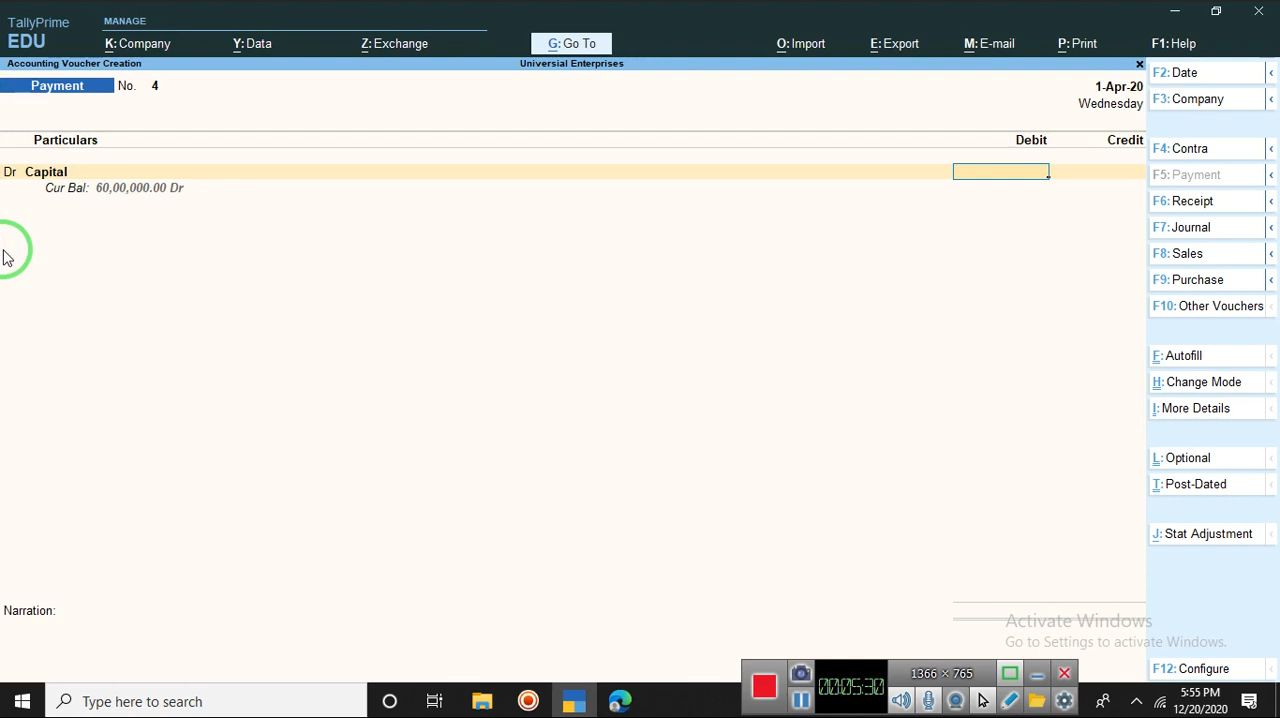 TallyPrime
EDU
MANAGE
K: Company
Y: Data
Z: Exchange
G: Go To
O: Import
E: Export
M: E-mail
P: Print
F1: Help
Accounting Voucher Creation
Universial Enterprises
Payment No. 4
1-Apr-20
Wednesday
Particulars
Debit
Credit
Dr Capital
Cur Bal: 60,00,000.00 Dr
Narration:
F2: Date
F3: Company
F4: Contra
F5: Payment
F6: Receipt
F7: Journal
F8: Sales
F9: Purchase
F10: Other Vouchers
F: Autofill
H: Change Mode
I: More Details
L: Optional
T: Post-Dated
J: Stat Adjustment
F12: Configure
Activate Windows
Go to Settings to activate Windows.
00:05:30
1366 × 765
Type here to search
5:55 PM
12/20/2020